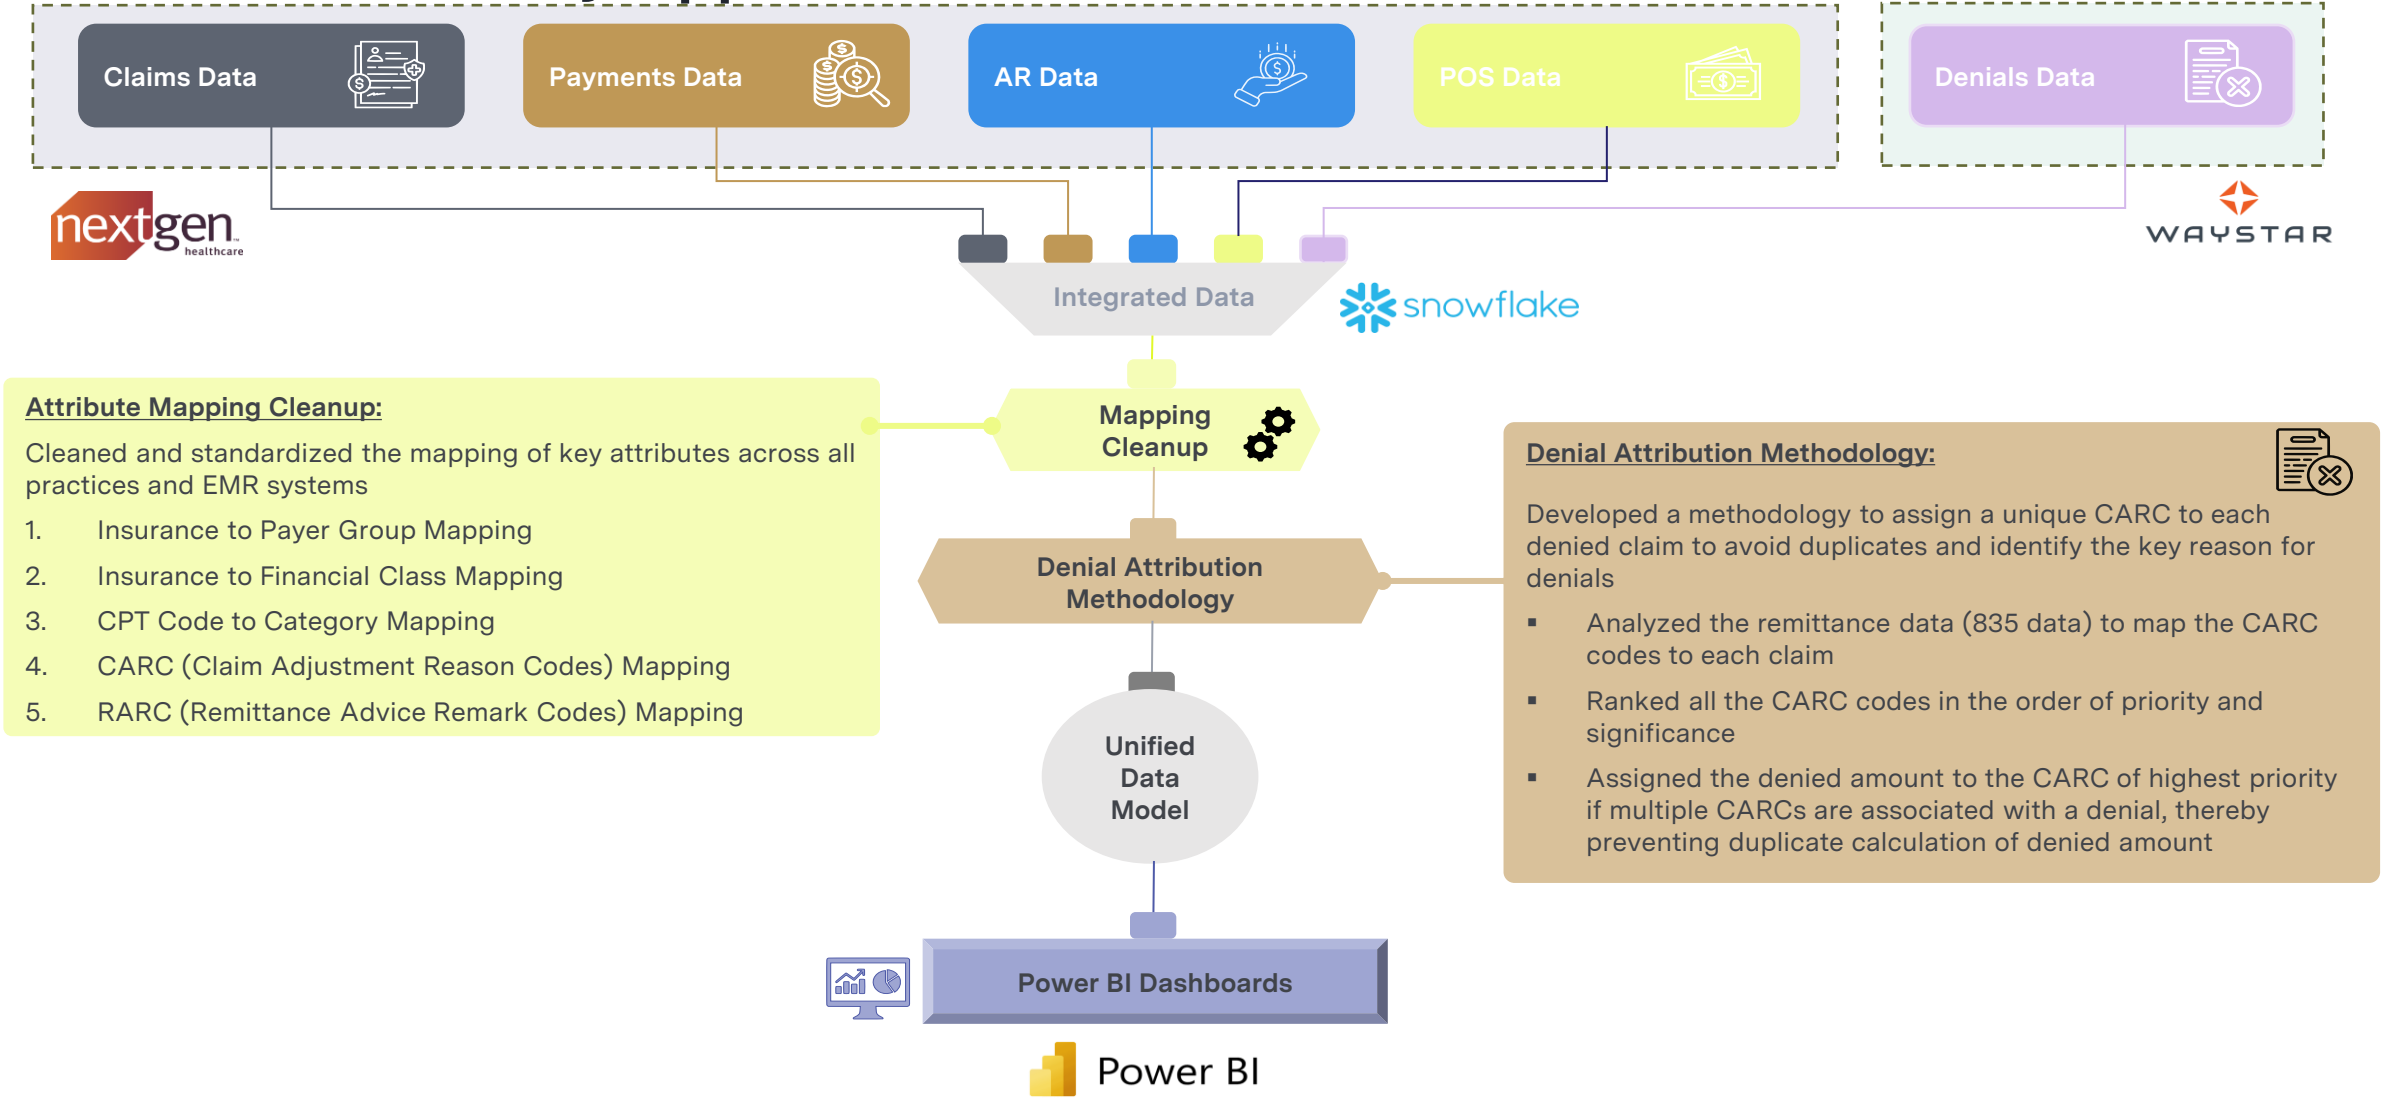 Claims Data
Payments Data
AR Data
POS Data
Denials Data
nextgen
healthcare
WAYSTAR
Integrated Data
snowflake
Attribute Mapping Cleanup:
Cleaned and standardized the mapping of key attributes across all
practices and EMR systems
1. Insurance to Payer Group Mapping
2. Insurance to Financial Class Mapping
3. CPT Code to Category Mapping
4. CARC (Claim Adjustment Reason Codes) Mapping
5. RARC (Remittance Advice Remark Codes) Mapping
Mapping
Cleanup
Denial Attribution
Methodology
Denial Attribution Methodology:
Developed a methodology to assign a unique CARC to each
denied claim to avoid duplicates and identify the key reason for
denials
▪ Analyzed the remittance data (835 data) to map the CARC
codes to each claim
▪ Ranked all the CARC codes in the order of priority and
significance
▪ Assigned the denied amount to the CARC of highest priority
if multiple CARCs are associated with a denial, thereby
preventing duplicate calculation of denied amount
Unified
Data
Model
Power BI Dashboards
Power BI